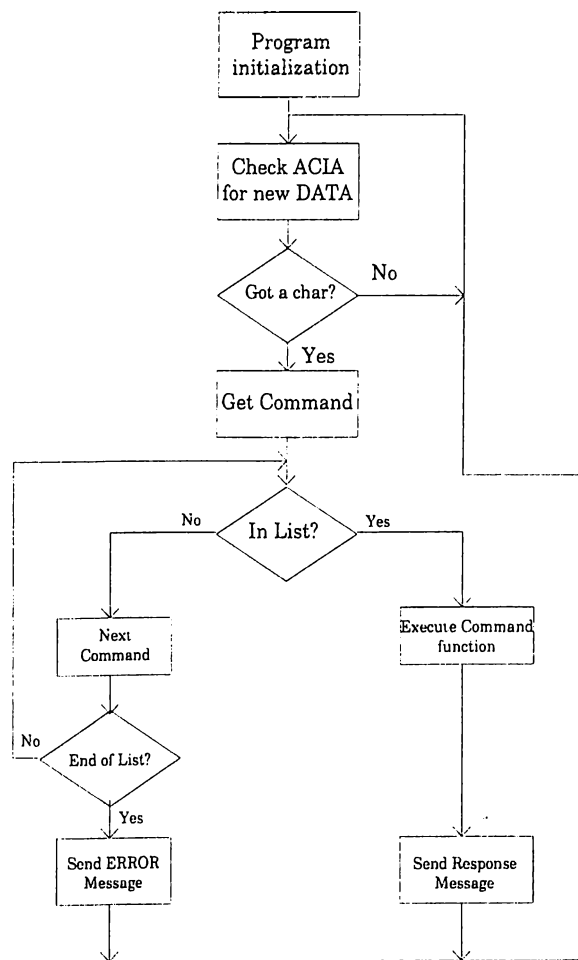 Program
initialization
Check ACIA
for new DATA
Got a char?
No
Yes
Get Command
No
In List?
Yes
Next
Command
Execute Command
function
No
End of List?
Yes
Send ERROR
Message
Send Response
Message